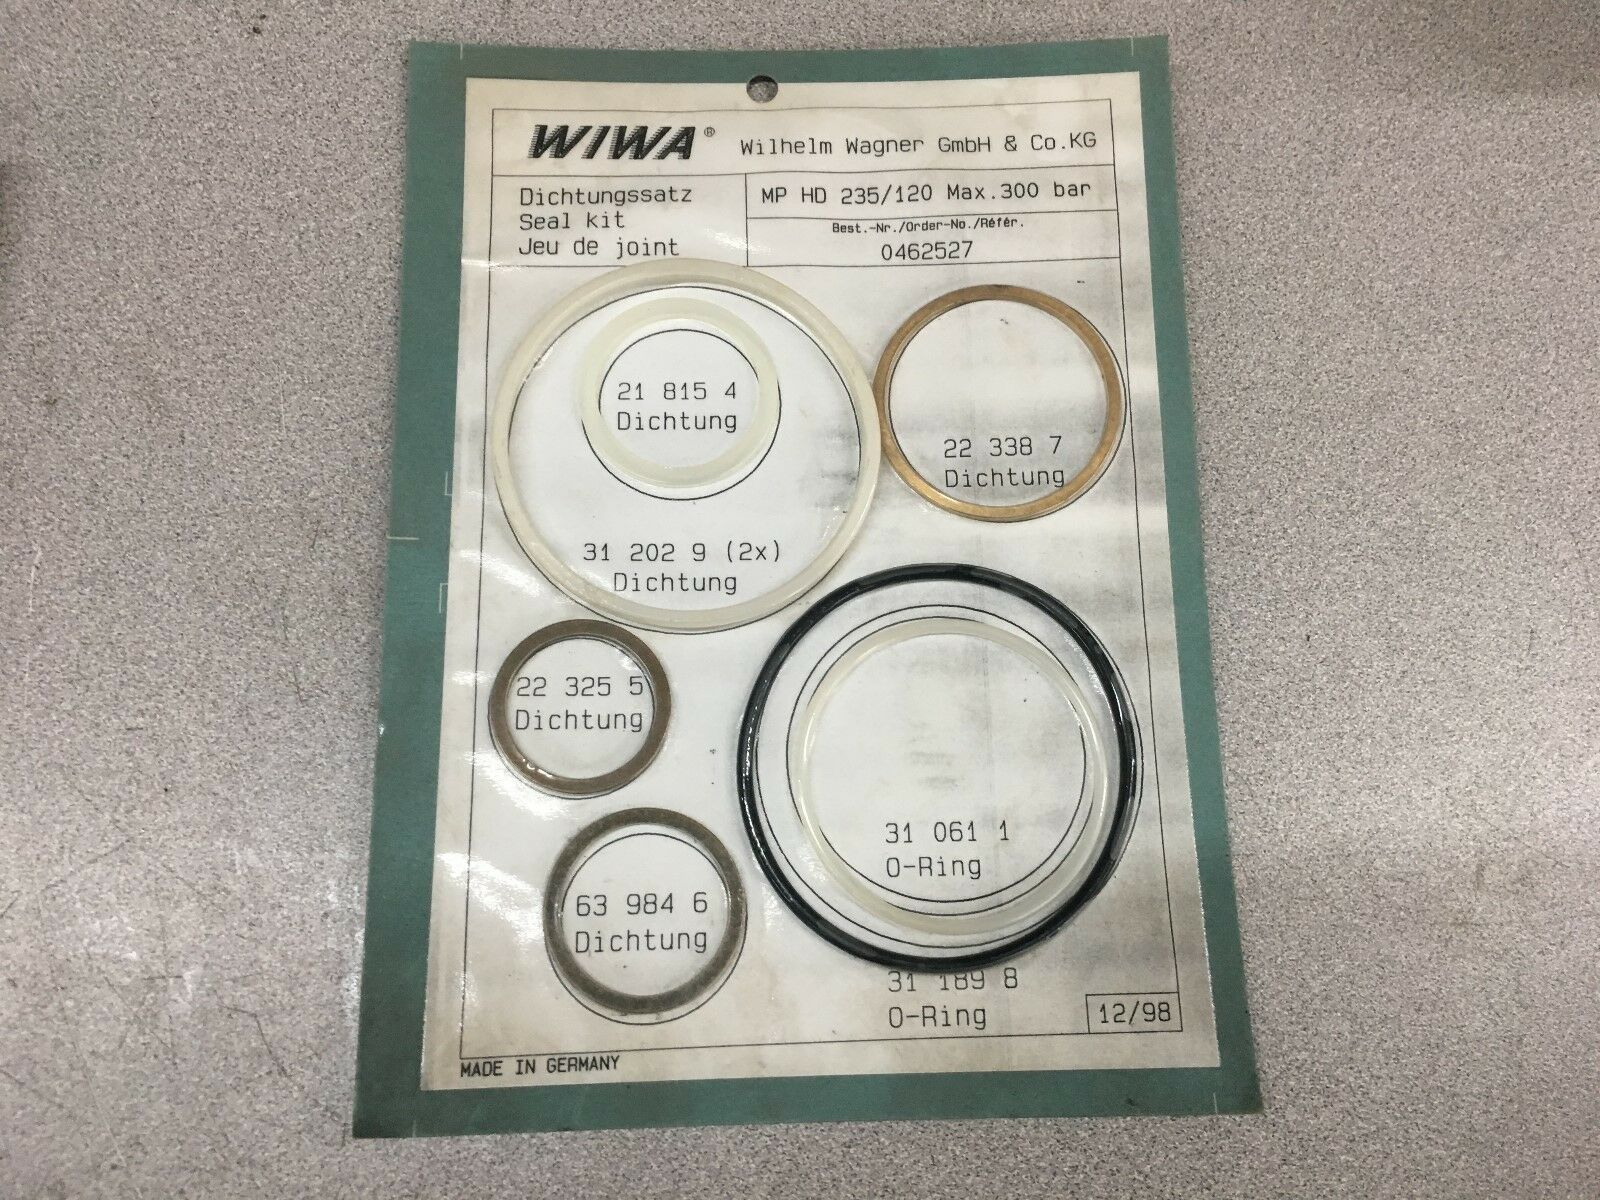 WIWA® Wilhelm Wagner GmbH & Co.KG
Dichtungssatz
Seal kit
Jeu de joint
MP HD 235/120 Max.300 bar
Best.-Nr./Order-No./Référ.
0462527
21 815 4
Dichtung
22 338 7
Dichtung
31 202 9 (2x)
Dichtung
22 325 5
Dichtung
31 061 1
O-Ring
63 984 6
Dichtung
31 189 8
O-Ring
12/98
MADE IN GERMANY